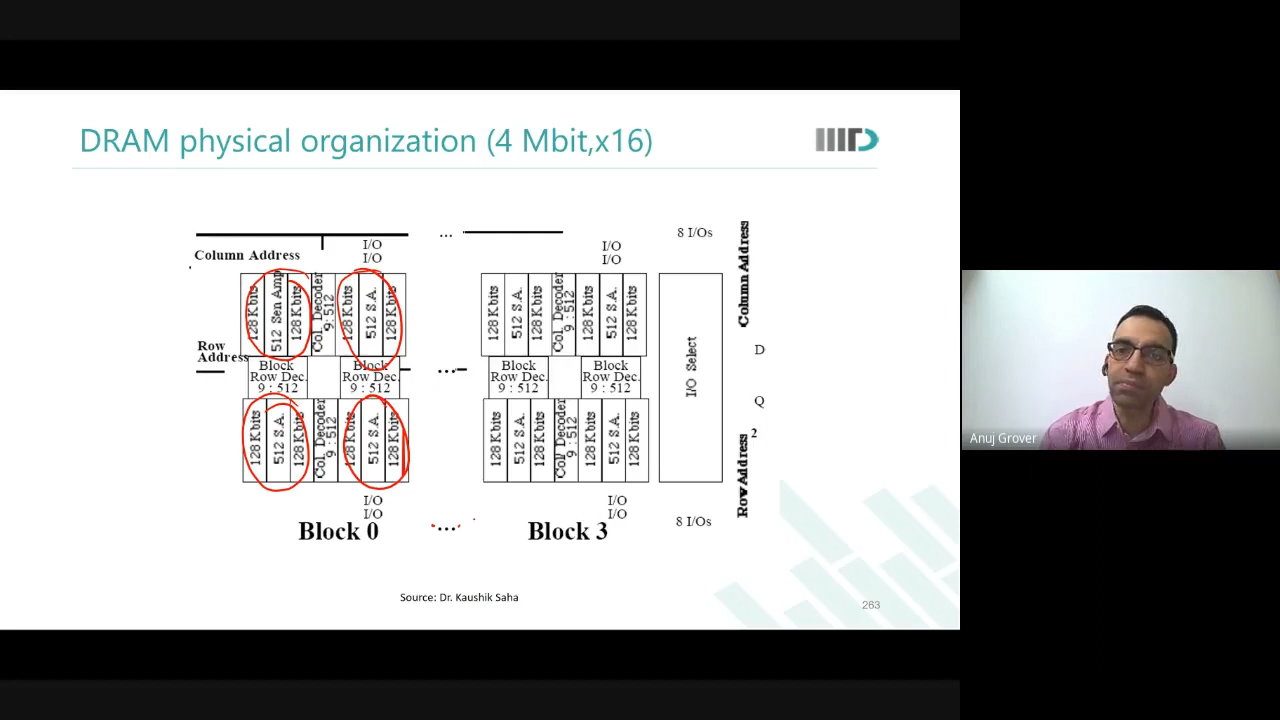 DRAM physical organization (4 Mbit,x16)
IIITD
Column Address
I/O
I/O
...
I/O
I/O
8 I/Os
Column Address
128 Kbits
512 Sen Amp
128 Kbits
Col. Decoder
9 : 512
128 Kbits
512 S.A.
128 Kbits
128 Kbits
512 S.A.
128 Kbits
Col. Decoder
9 : 512
128 Kbits
512 S.A.
128 Kbits
I/O Select
Row
Address
Block
Row Dec.
9 : 512
Block
Row Dec.
9 : 512
...
Block
Row Dec.
9 : 512
Block
Row Dec.
9 : 512
D
Q
2
Row Address
128 Kbits
512 S.A.
128 Kbits
Col. Decoder
9 : 512
128 Kbits
512 S.A.
128 Kbits
128 Kbits
512 S.A.
128 Kbits
Col/ Decoder
9 : 512
128 Kbits
512 S.A.
128 Kbits
I/O
I/O
I/O
I/O
8 I/Os
Block 0
...
Block 3
Source: Dr. Kaushik Saha
263
Anuj Grover